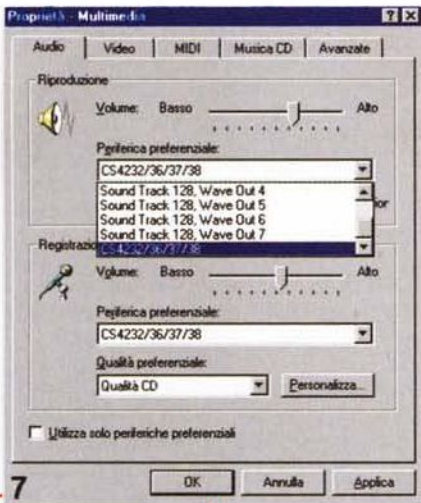 Proprietà - Multimedia
Audio Video MIDI Musica CD Avanzate
Riproduzione
Volume: Basso Alto
Periferica preferenziale:
CS4232/36/37/38
Sound Track 128, Wave Out 4
Sound Track 128, Wave Out 5
Sound Track 128, Wave Out 6
Sound Track 128, Wave Out 7
CS4232/36/37/38
Volume: Basso Alto
Periferica preferenziale:
CS4232/36/37/38
Qualità preferenziale:
Qualità CD Personalizza...
Utilizza solo periferiche preferenziali
7 OK Annulla Applica